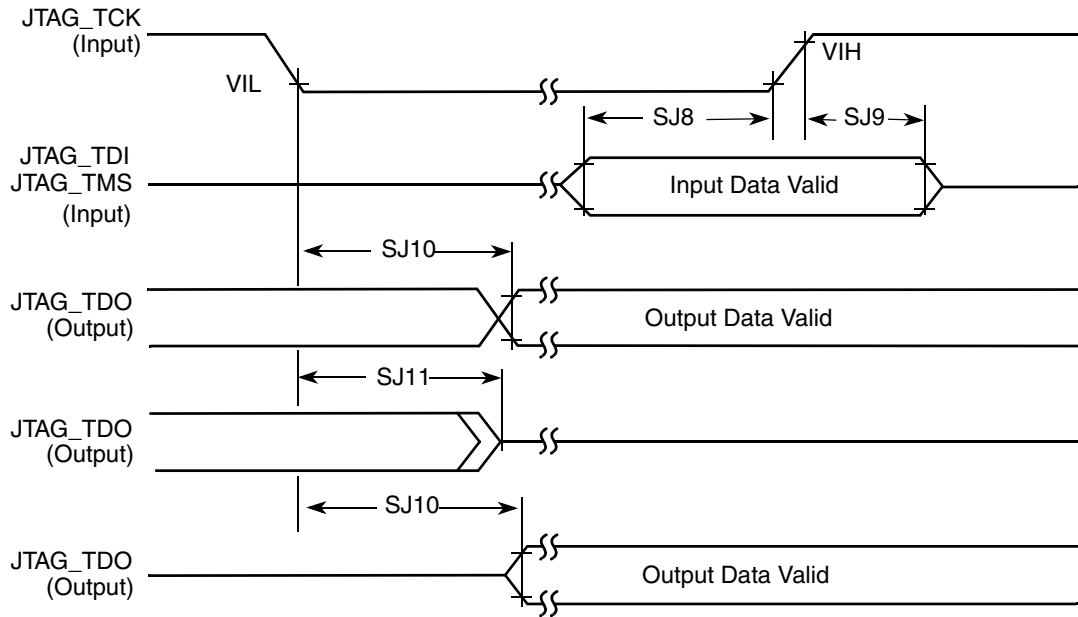 JTAG_TCK
(Input)
VIL
VIH
SJ8
SJ9
JTAG_TDI
JTAG_TMS
(Input)
Input Data Valid
SJ10
JTAG_TDO
(Output)
Output Data Valid
SJ11
JTAG_TDO
(Output)
SJ10
JTAG_TDO
(Output)
Output Data Valid